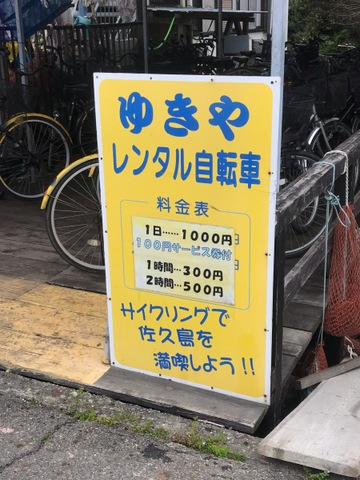 ゆきや
レンタル自転車
料金表
1日……1000円
100円サービス券付
1時間…300円
2時間…500円
サイクリングで
佐久島を
満喫しよう!!